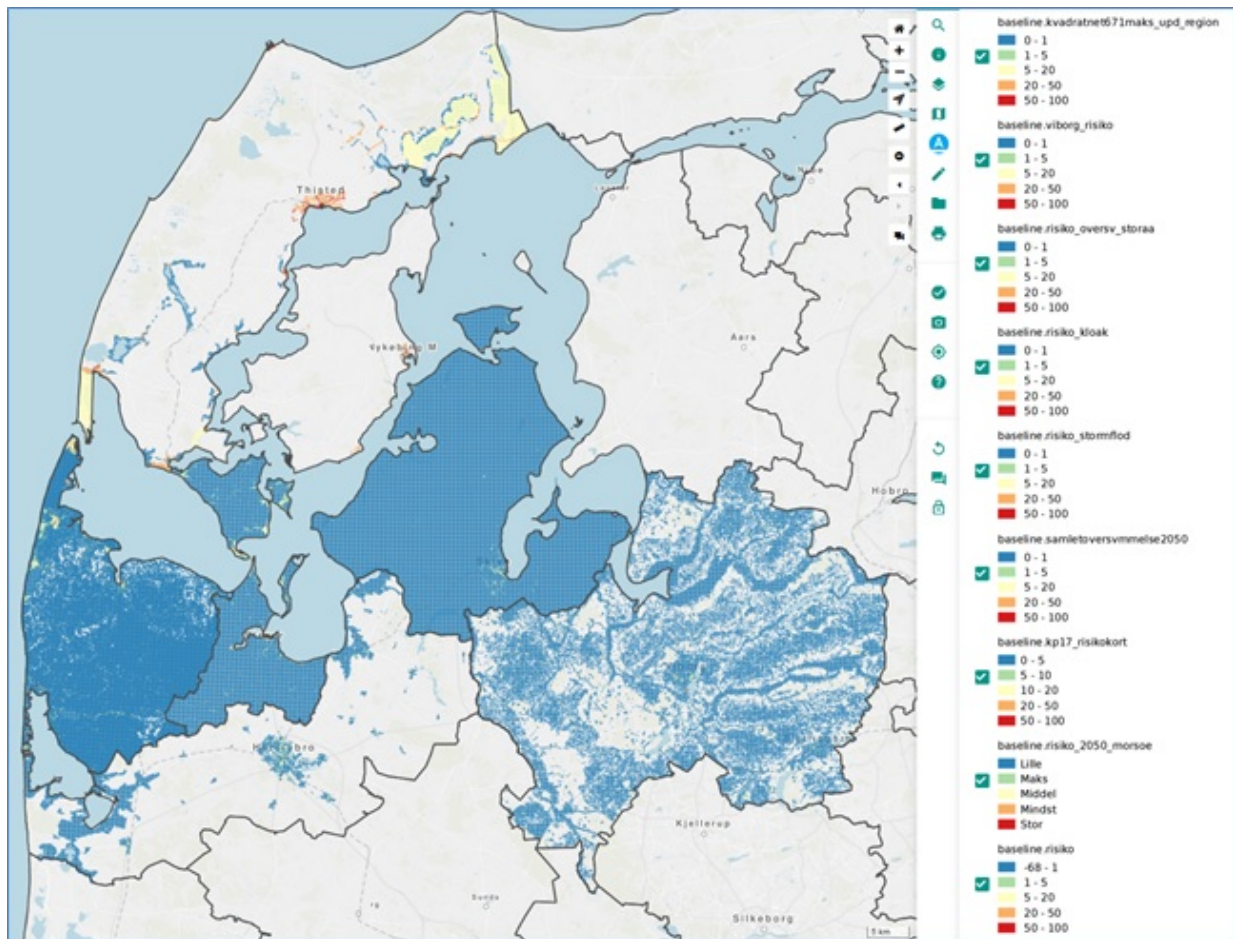 Thisted
Aars
Hobro
Kjellerup
Silkeborg
5 km
A
baseline.kvadratnet671maks_upd_region
0 - 1
1 - 5
5 - 20
20 - 50
50 - 100
baseline.viborg_risiko
0 - 1
1 - 5
5 - 20
20 - 50
50 - 100
baseline.risiko_oversv_storaa
0 - 1
1 - 5
5 - 20
20 - 50
50 - 100
baseline.risiko_kloak
0 - 1
1 - 5
5 - 20
20 - 50
50 - 100
baseline.risiko_stormflod
0 - 1
1 - 5
5 - 20
20 - 50
50 - 100
baseline.samletoversvmmelse2050
0 - 1
1 - 5
5 - 20
20 - 50
50 - 100
baseline.kp17_risikokort
0 - 5
5 - 10
10 - 20
20 - 50
50 - 100
baseline.risiko_2050_morsoe
Lille
Maks
Middel
Mindst
Stor
baseline.risiko
-68 - 1
1 - 5
5 - 20
20 - 50
50 - 100